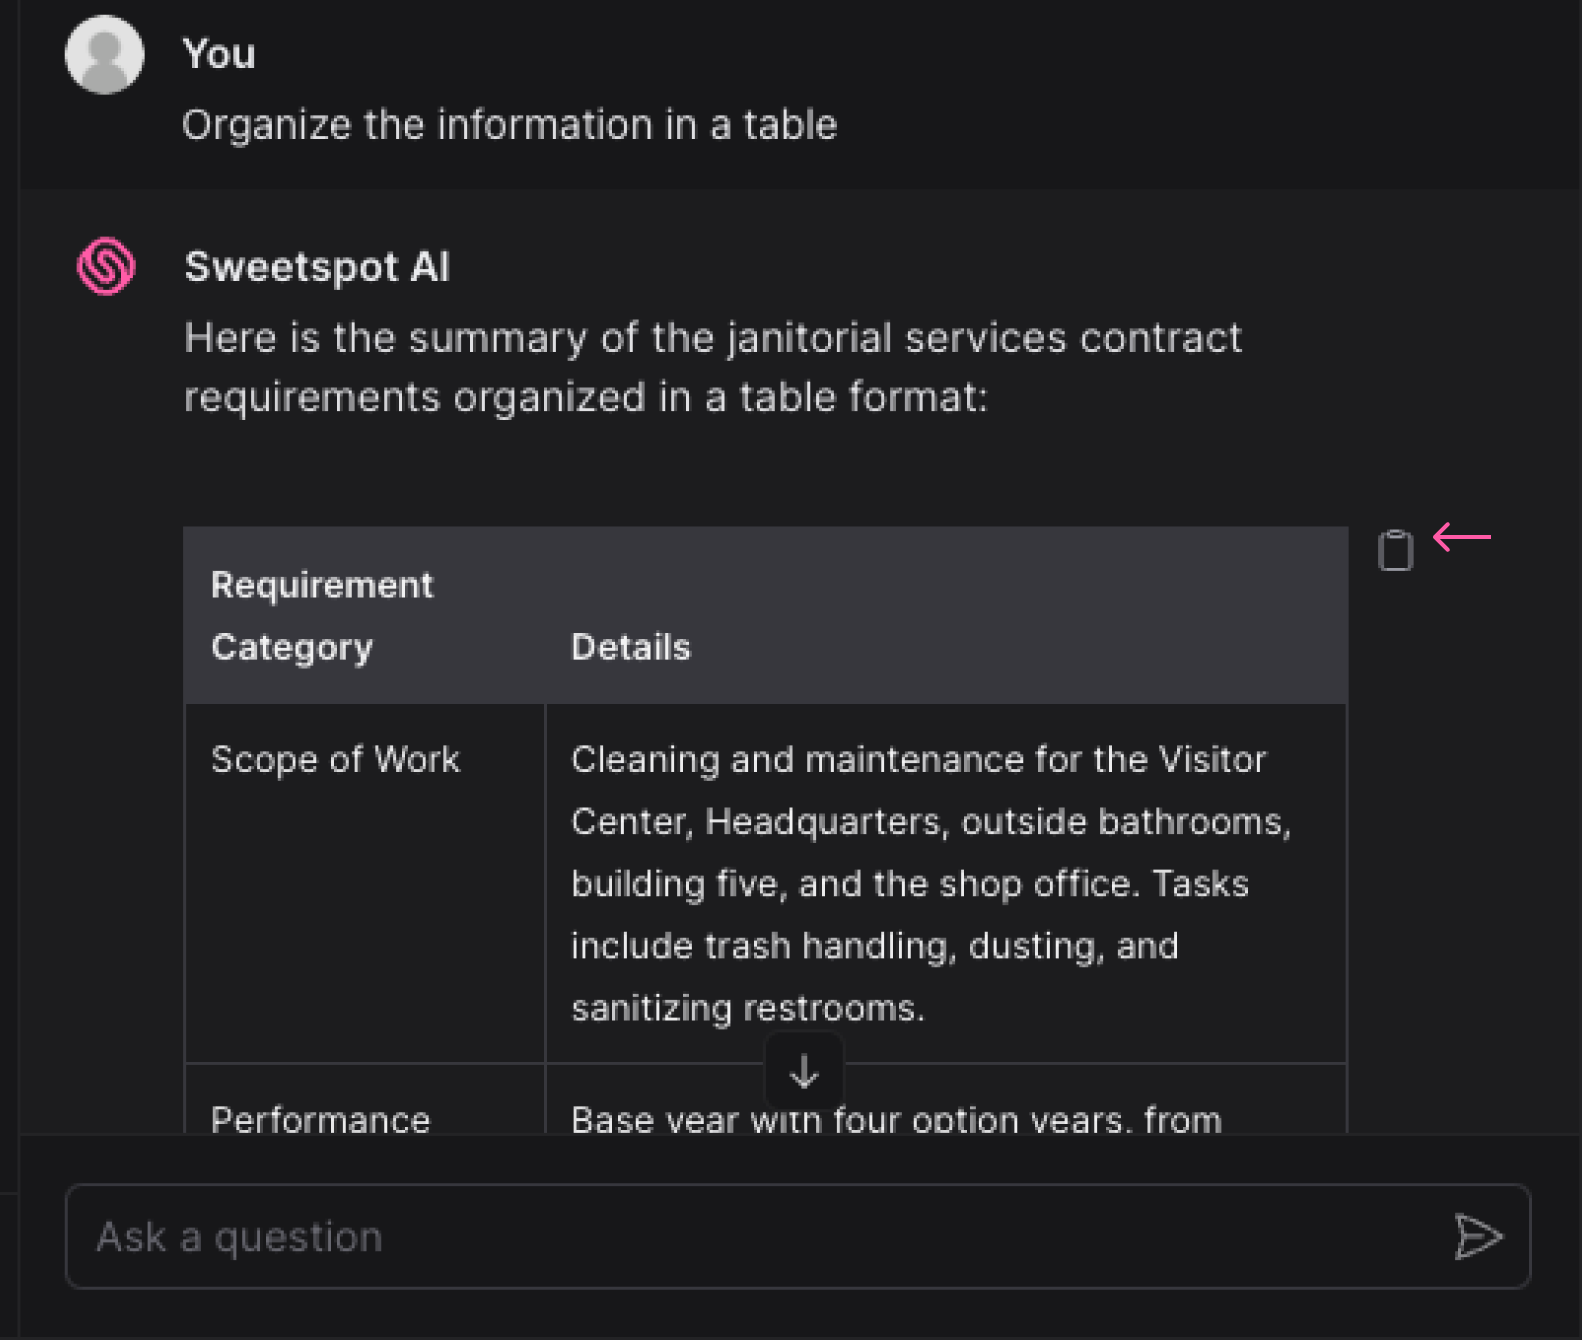 You
Organize the information in a table
Sweetspot AI
Here is the summary of the janitorial services contract
requirements organized in a table format:
Requirement
Category
Details
Scope of Work
Cleaning and maintenance for the Visitor
Center, Headquarters, outside bathrooms,
building five, and the shop office. Tasks
include trash handling, dusting, and
sanitizing restrooms.
Performance
Base year with four option years, from
Ask a question